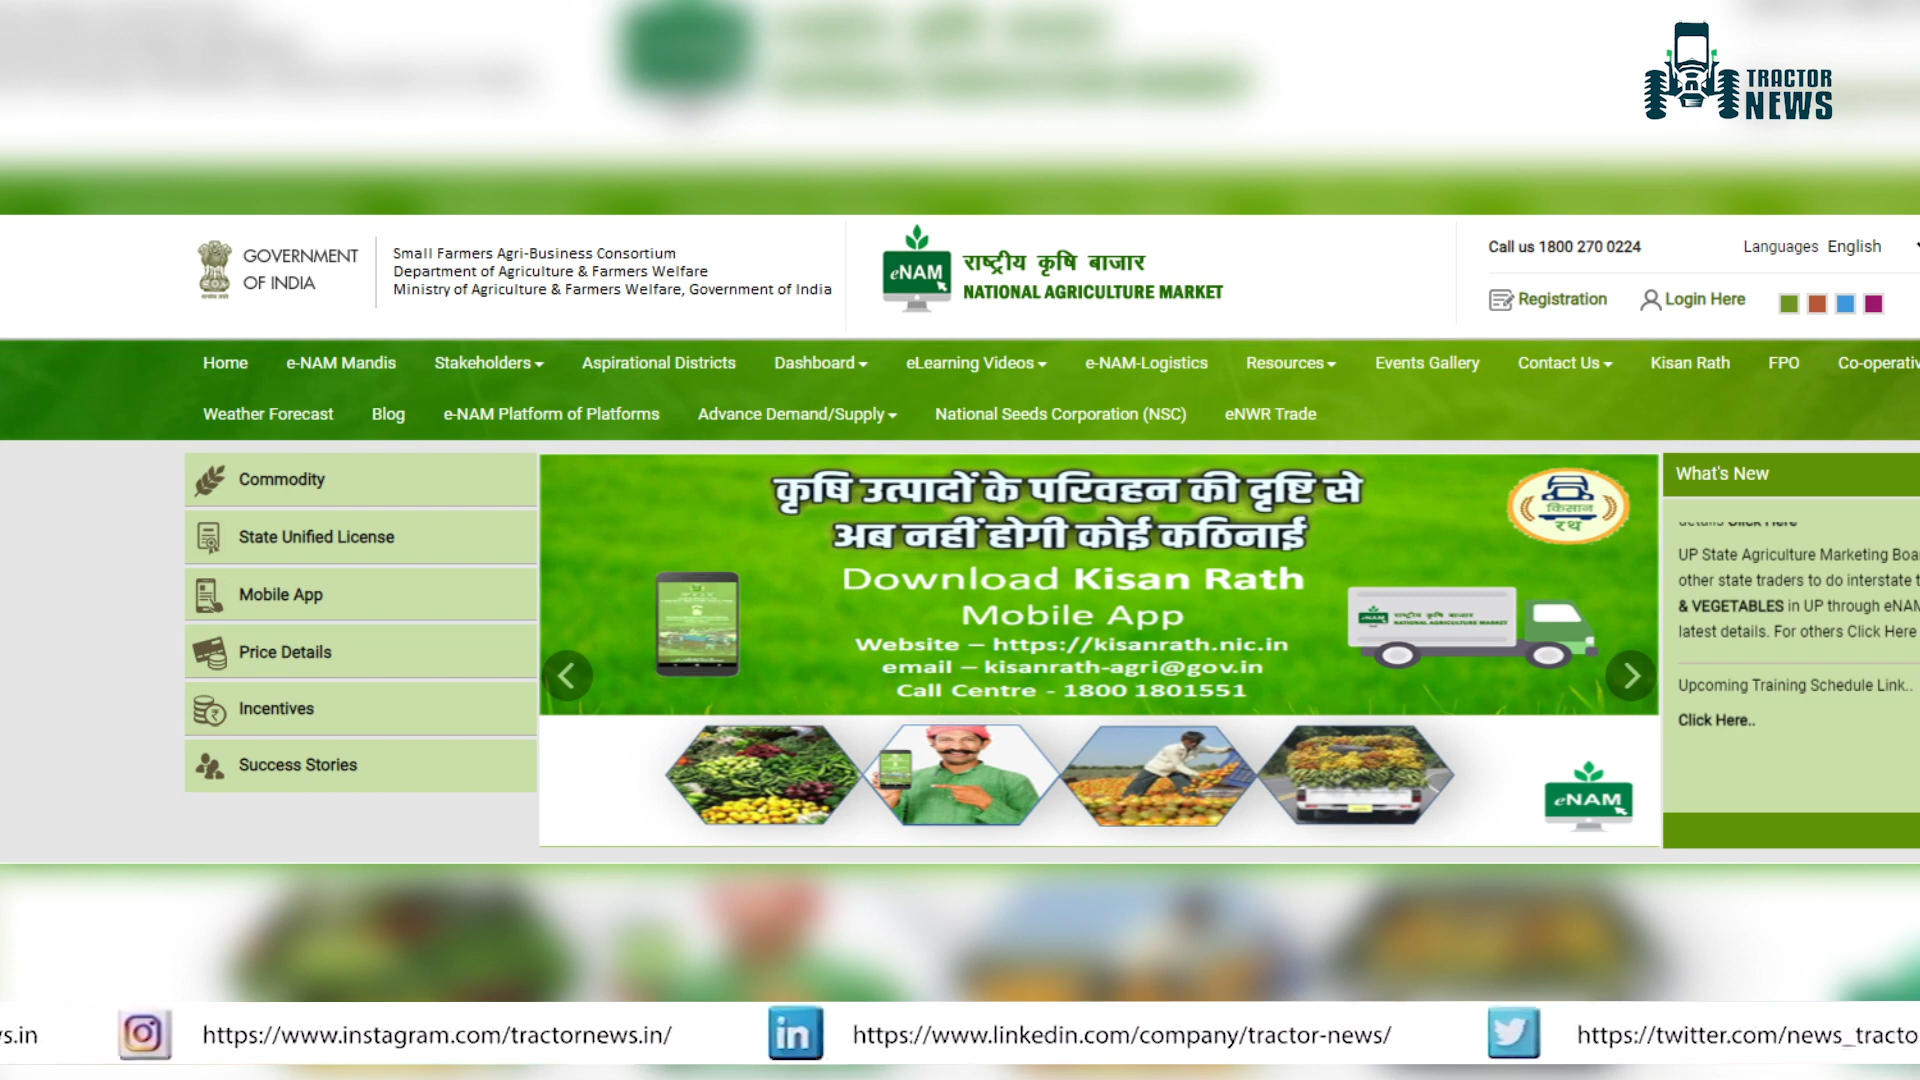 TRACTOR
NEWS
GOVERNMENT
OF INDIA
Small Farmers Agri-Business Consortium
Department of Agriculture & Farmers Welfare
Ministry of Agriculture & Farmers Welfare, Government of India
eNAM
राष्ट्रीय कृषि बाजार
NATIONAL AGRICULTURE MARKET
Call us 1800 270 0224
Languages English
Registration
Login Here
Home e-NAM Mandis Stakeholders Aspirational Districts Dashboard eLearning Videos e-NAM-Logistics Resources Events Gallery Contact Us Kisan Rath FPO Co-operativ
Weather Forecast Blog e-NAM Platform of Platforms Advance Demand/Supply National Seeds Corporation (NSC) eNWR Trade
Commodity
State Unified License
Mobile App
Price Details
Incentives
Success Stories
कृषि उत्पादों के परिवहन की दृष्टि से
अब नहीं होगी कोई कठिनाई
Download Kisan Rath
Mobile App
Website – https://kisanrath.nic.in
email – kisanrath-agri@gov.in
Call Centre - 1800 1801551
किसान
रथ
eNAM
राष्ट्रीय कृषि बाजार
NATIONAL AGRICULTURE MARKET
eNAM
What's New
details Click Here
UP State Agriculture Marketing Boa
other state traders to do interstate t
& VEGETABLES in UP through eNAM
latest details. For others Click Here
Upcoming Training Schedule Link..
Click Here..
s.in
https://www.instagram.com/tractornews.in/
in
https://www.linkedin.com/company/tractor-news/
https://twitter.com/news_tracto